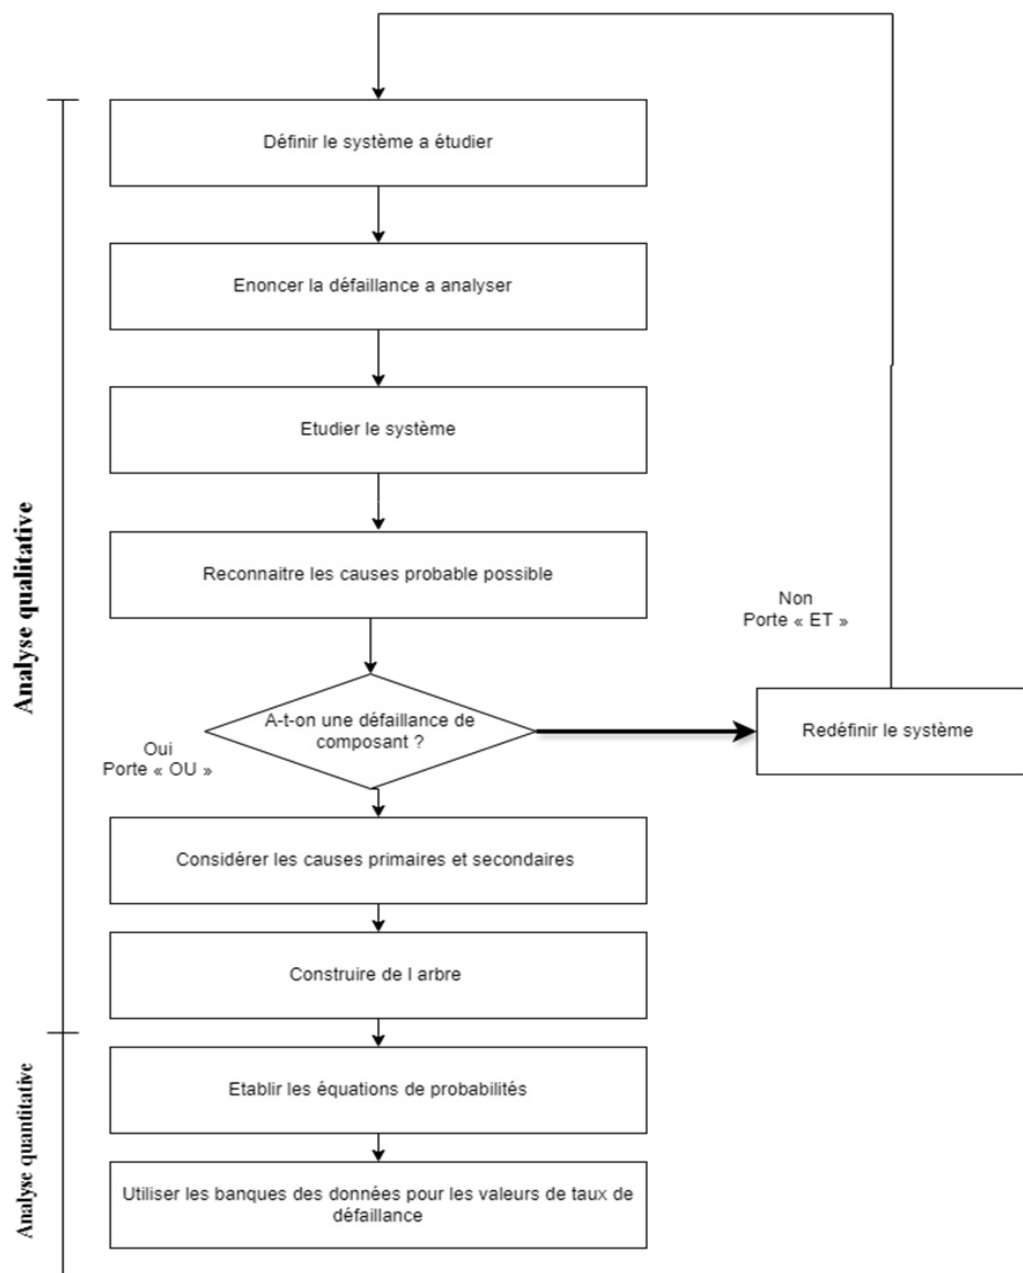 Définir le système a étudier
Enoncer la défaillance a analyser
Etudier le système
Reconnaitre les causes probable possible
Analyse qualitative
Non
Porte « ET »
A-t-on une défaillance de
composant ?
Redéfinir le système
Oui
Porte « OU »
Considérer les causes primaires et secondaires
Construire de l arbre
Analyse quantitative
Etablir les équations de probabilités
Utiliser les banques des données pour les valeurs de taux de
défaillance